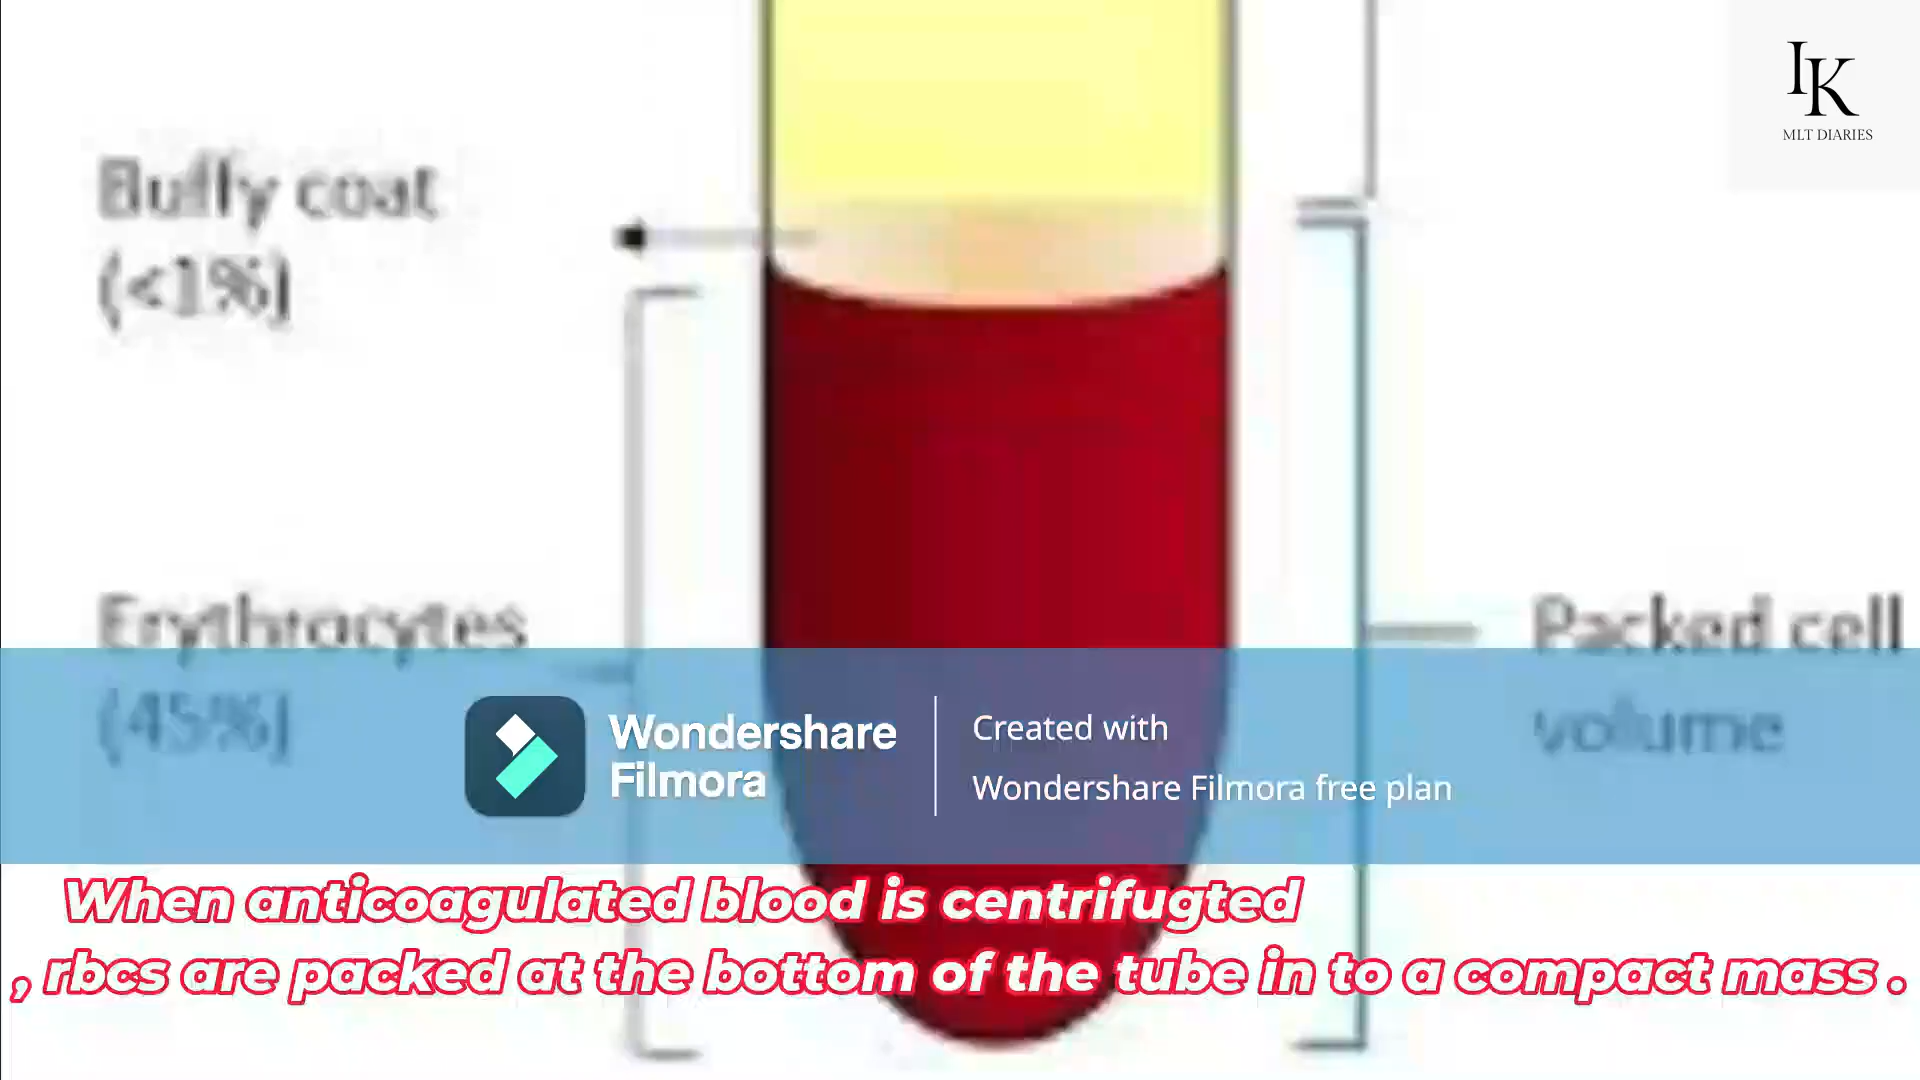 IK
MLT DIARIES
Buffy coat
(<1%)
Erythrocytes
(45%)
Packed cell
volume
Wondershare
Filmora
Created with
Wondershare Filmora free plan
When anticoagulated blood is centrifugted
, rbcs are packed at the bottom of the tube in to a compact mass .